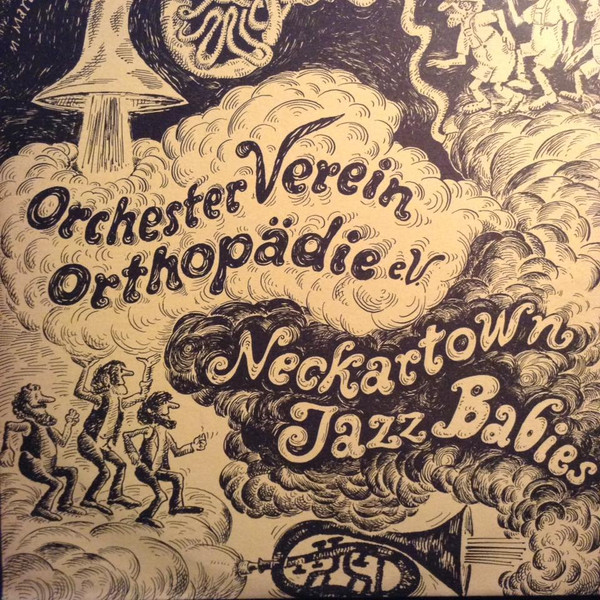 Orchester Verein
Orthopädie e.V.
Neckartown
Jazz Babies